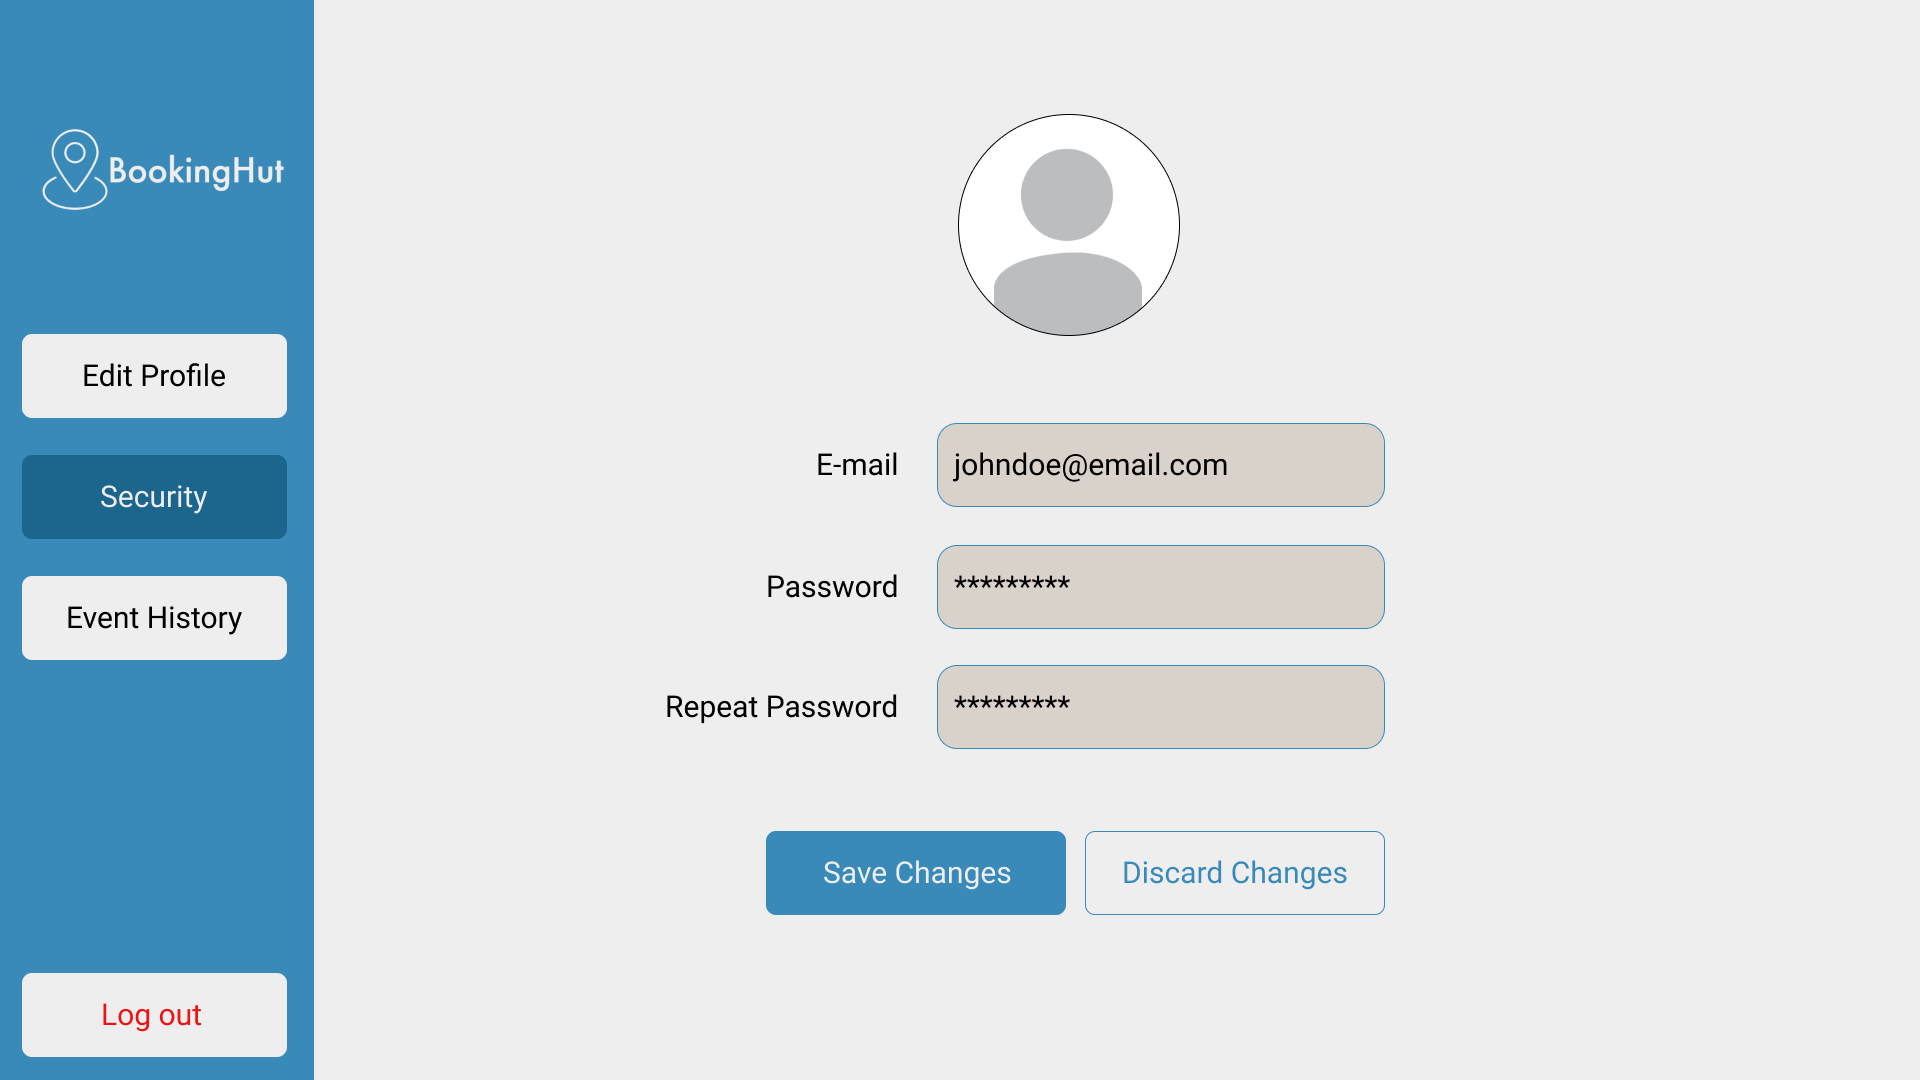 BookingHut
Edit Profile
Security
Event History
Log out
E-mail
johndoe@email.com
Password
*********
Repeat Password
*********
Save Changes
Discard Changes